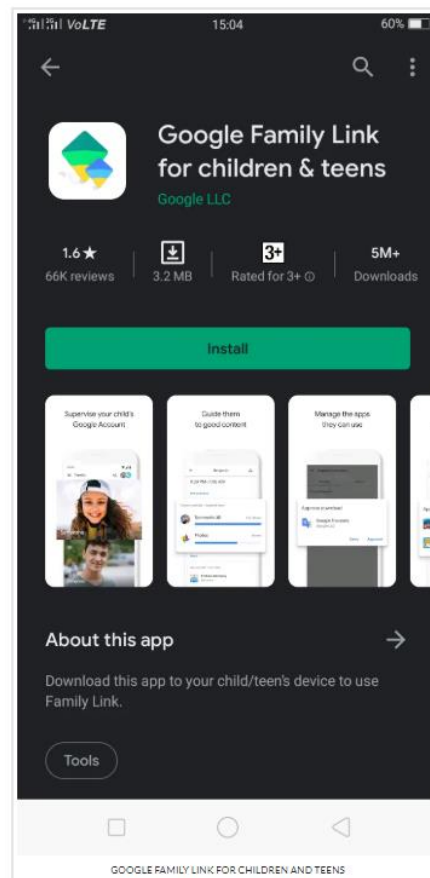 VoLTE 15:04 60%
Google Family Link
for children & teens
Google LLC
1.6★ 3+ 5M+
66K reviews 3.2 MB Rated for 3+ Downloads
Install
Supervise your child's
Google Account
Guide them
to good content
Manage the apps
they can use
About this app
Download this app to your child/teen's device to use
Family Link.
Tools
GOOGLE FAMILY LINK FOR CHILDREN AND TEENS